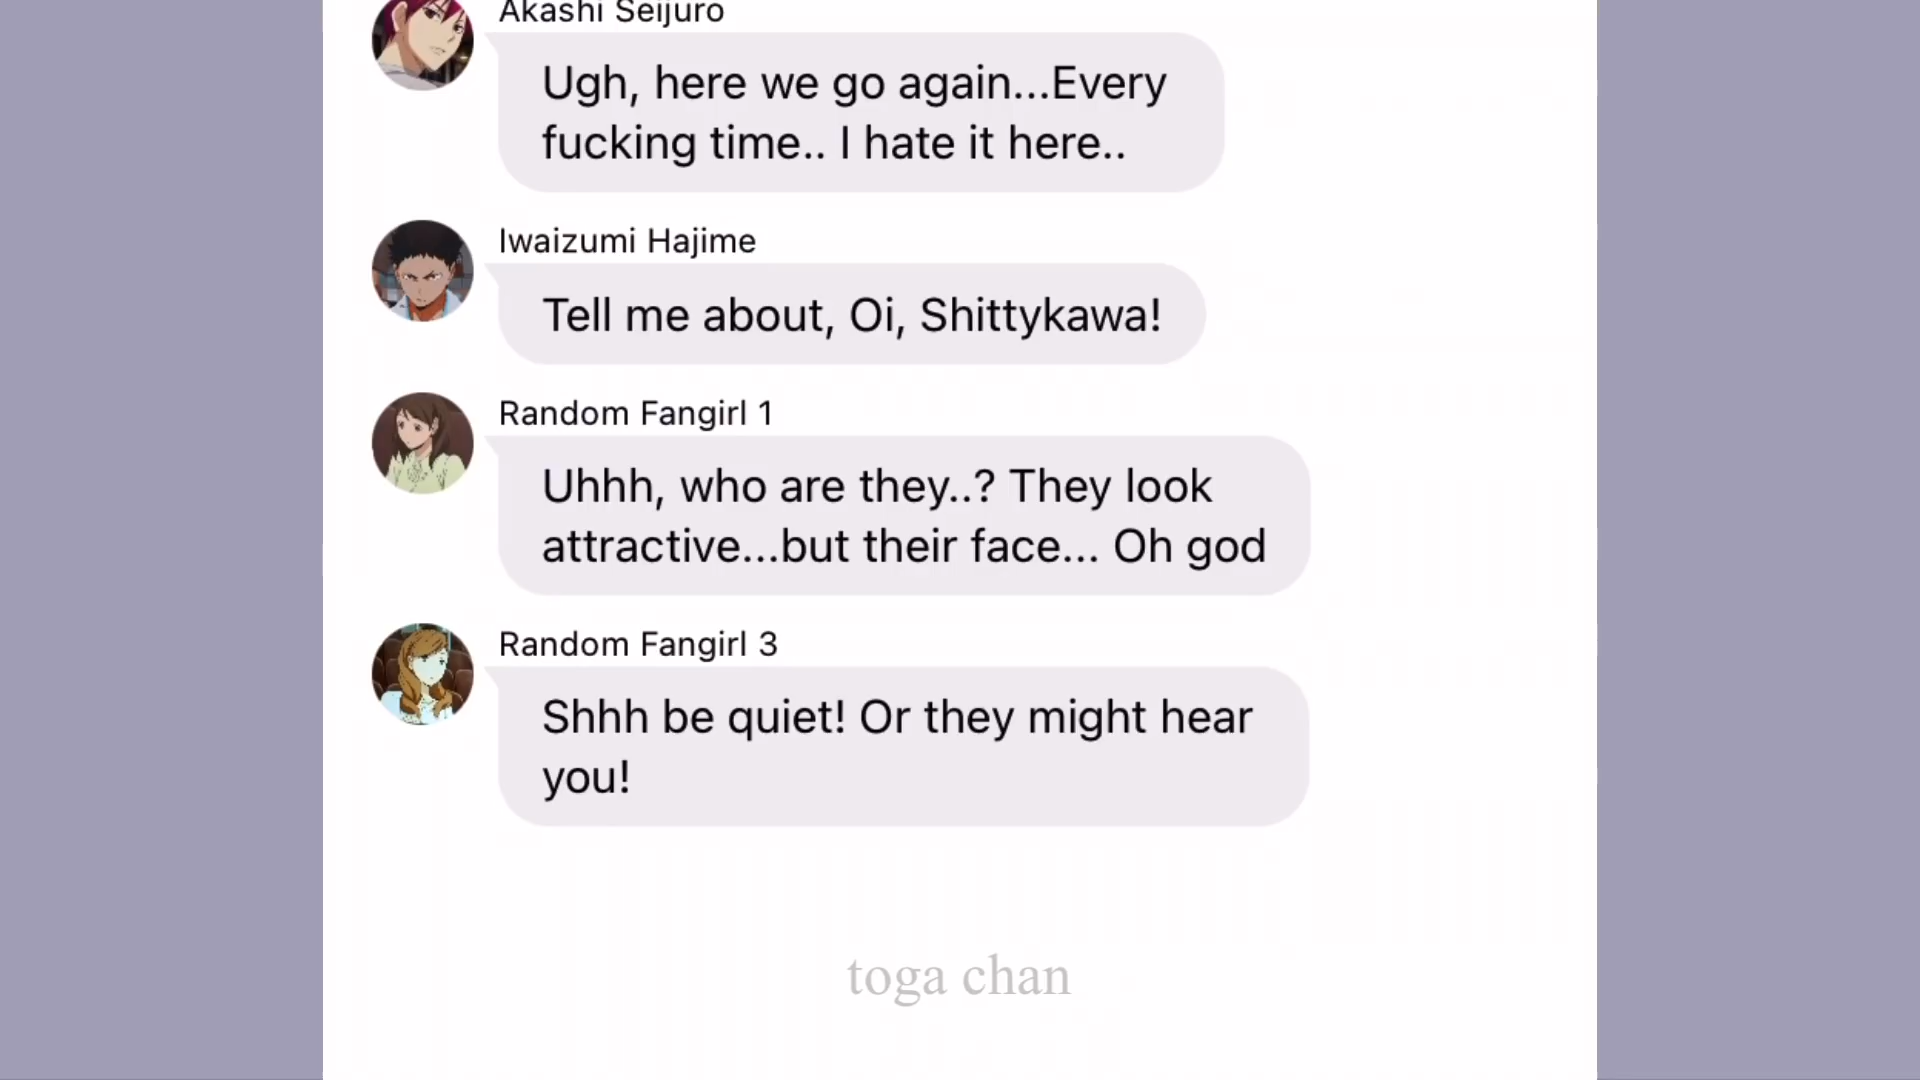 Akashi Seijuro
Ugh, here we go again...Every
fucking time.. I hate it here..
Iwaizumi Hajime
Tell me about, Oi, Shittykawa!
Random Fangirl 1
Uhhh, who are they..? They look
attractive...but their face... Oh god
Random Fangirl 3
Shhh be quiet! Or they might hear
you!
toga chan